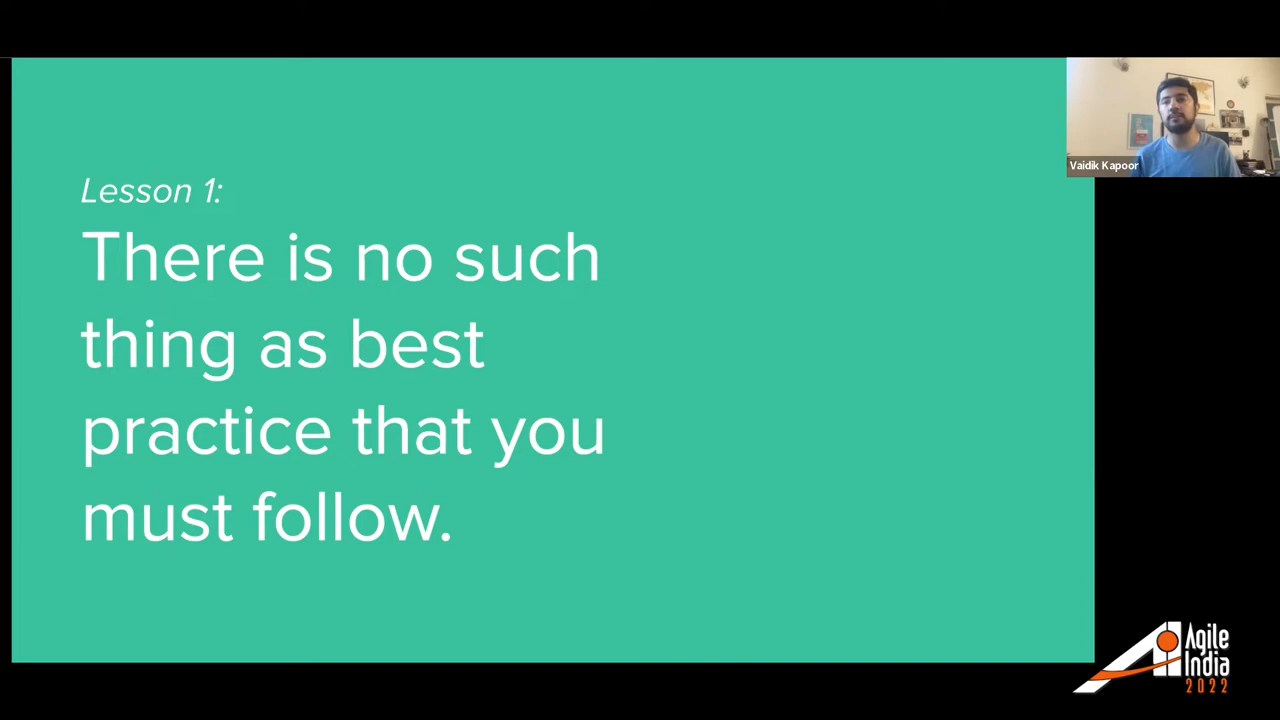 Lesson 1:
There is no such
thing as best
practice that you
must follow.
Vaidik Kapoor
Agile
India
2022